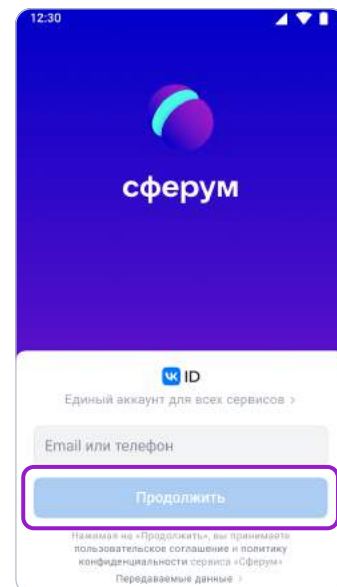 12:30
сферум
VK ID
Единый аккаунт для всех сервисов >
Email или телефон
Продолжить
Нажимая на «Продолжить», вы принимаете
пользовательское соглашение и политику
конфиденциальности сервиса «Сферум»
Передаваемые данные >